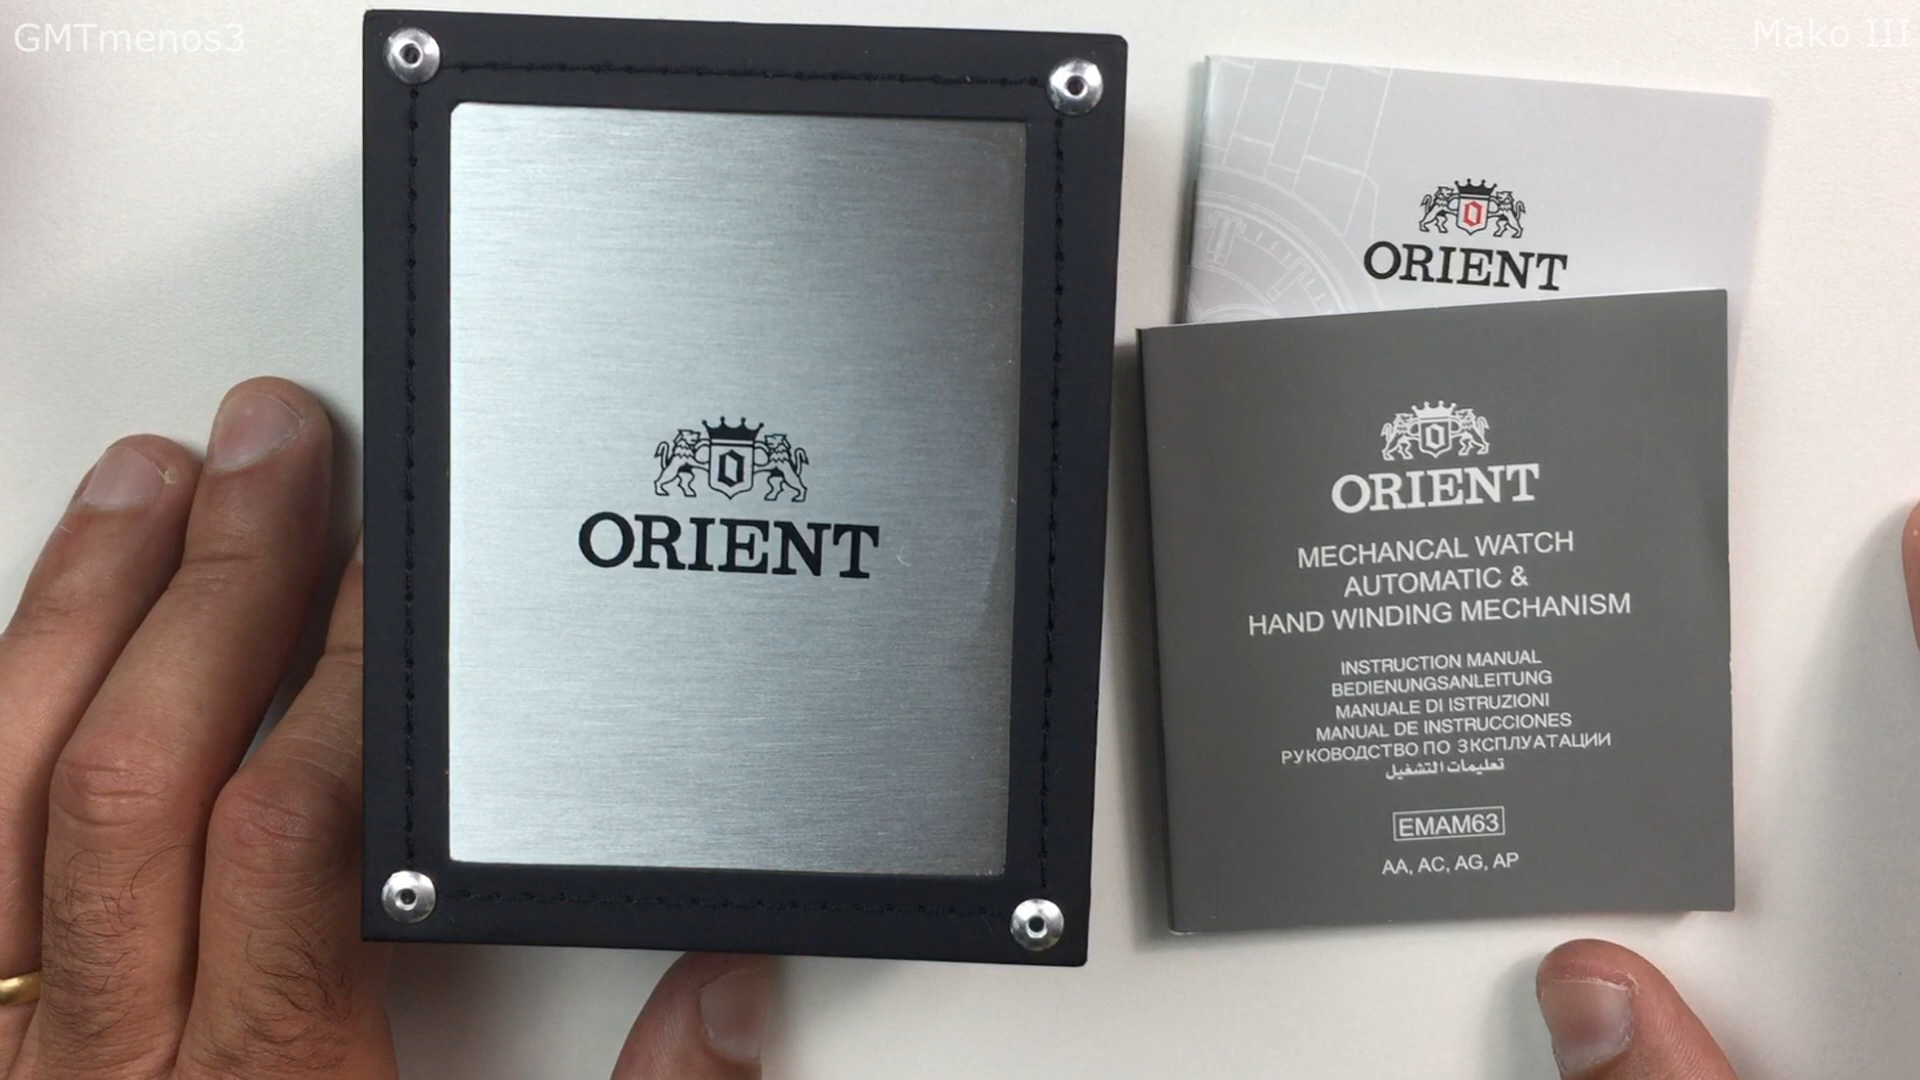 GMTmenos3
Mako III
ORIENT
ORIENT
ORIENT
MECHANCAL WATCH
AUTOMATIC &
HAND WINDING MECHANISM
INSTRUCTION MANUAL
BEDIENUNGSANLEITUNG
MANUALE DI ISTRUZIONI
MANUAL DE INSTRUCCIONES
РУКОВОДСТВО ПО ЗКСПЛУАТАЦИИ
تعليمات التشغيل
EMAM63
AA, AC, AG, AP